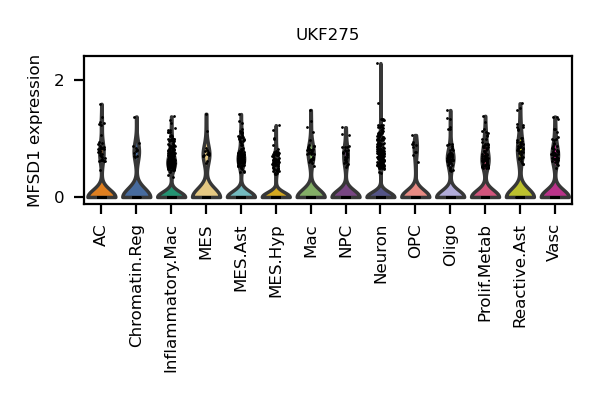 UKF275
MFSD1 expression
2
0
AC
Chromatin.Reg
Inflammatory.Mac
MES
MES.Ast
MES.Hyp
Mac
NPC
Neuron
OPC
Oligo
Prolif.Metab
Reactive.Ast
Vasc